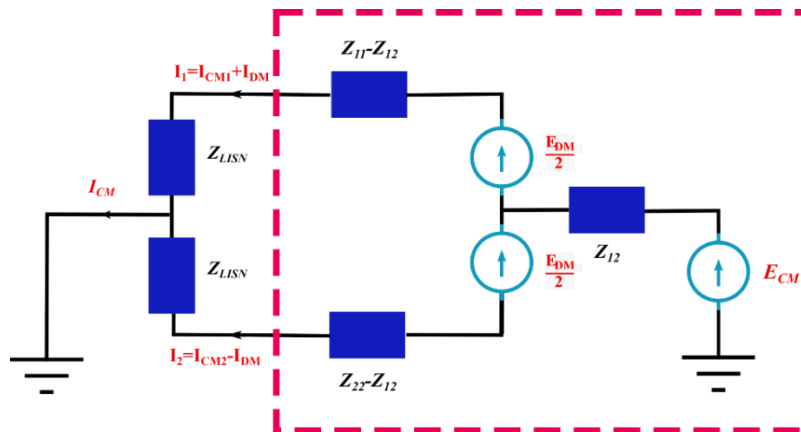 Z11-Z12
I1=ICM1+IDM
ZLISN
EDM
2
ICM
ZLISN
EDM
2
Z12
ECM
I2=ICM2-IDM
Z22-Z12